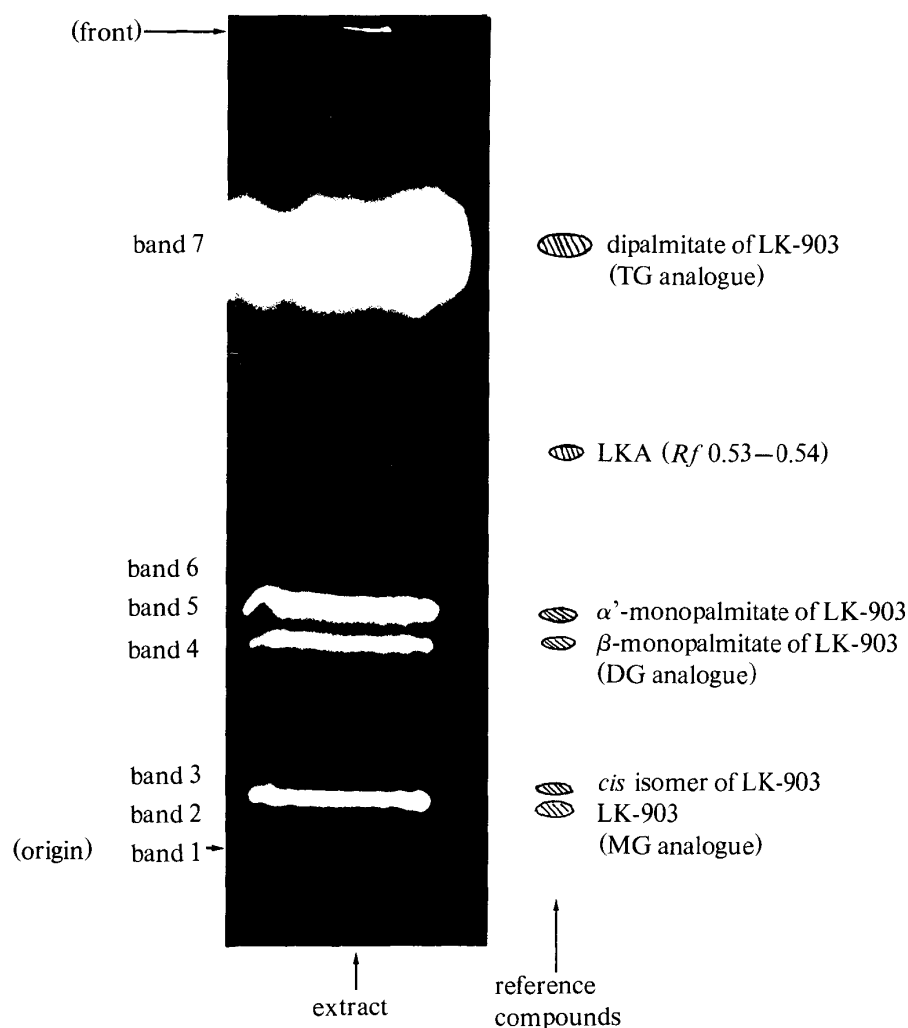 (front)
band 7
dipalmitate of LK-903
(TG analogue)
LKA (Rf 0.53–0.54)
band 6
band 5
α’-monopalmitate of LK-903
band 4
β-monopalmitate of LK-903
(DG analogue)
band 3
cis isomer of LK-903
band 2
LK-903
(origin)
band 1
(MG analogue)
extract
reference
compounds